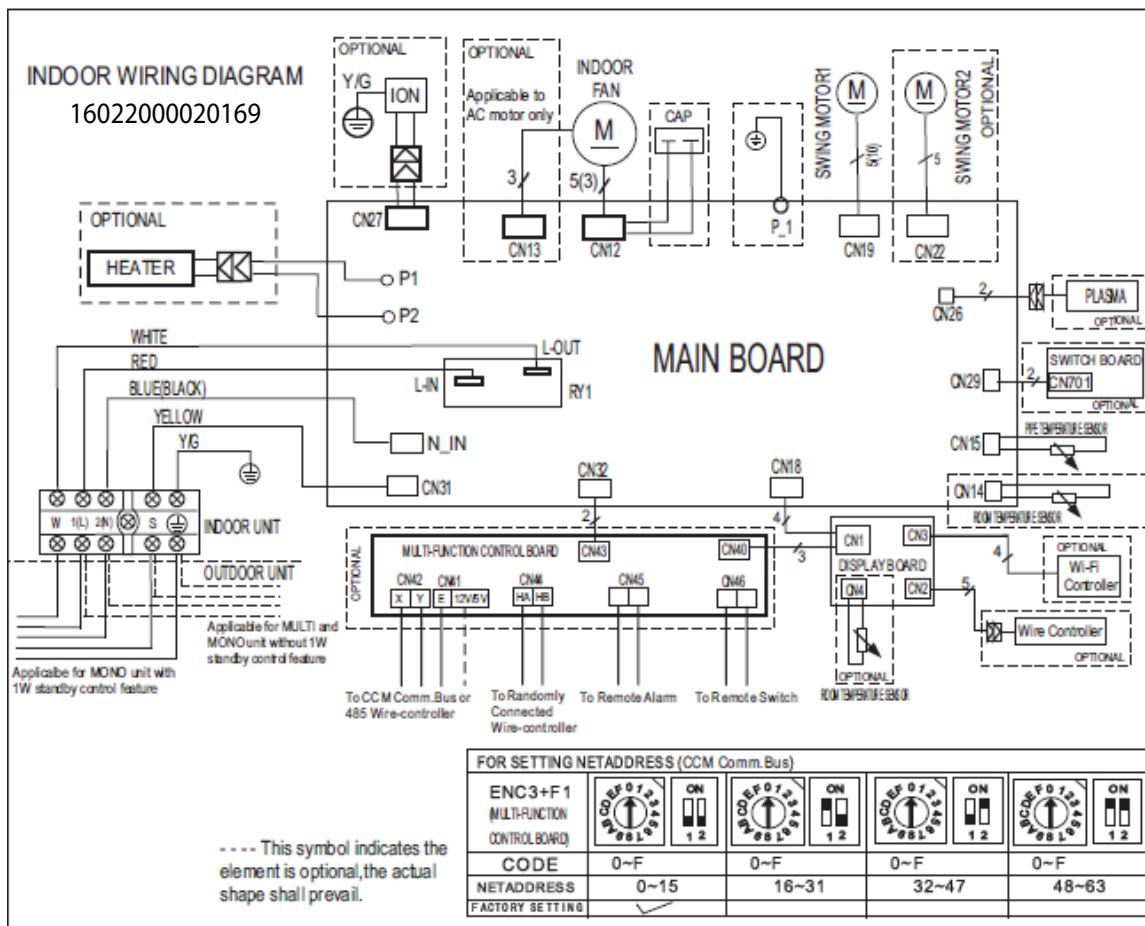 INDOOR WIRING DIAGRAM
16022000020169
OPTIONAL
Y/G
ION
CN27
OPTIONAL
Applicable to
AC motor only
3
CN13
INDOOR
FAN
M
5(3)
CN12
CAP
P_1
SWING MOTOR1
M
5(10)
CN19
SWING MOTOR2
OPTIONAL
M
5
CN22
OPTIONAL
HEATER
P1
P2
CN26
2
PLASMA
OPTIONAL
WHITE
RED
BLUE(BLACK)
YELLOW
Y/G
L-OUT
L-IN
RY1
MAIN BOARD
N_IN
CN31
CN29
2
SWITCH BOARD
CN701
OPTIONAL
CN15
PIPE TEMPERATURE SENSOR
CN14
ROOM TEMPERATURE SENSOR
W 1(L) 2(N) S
INDOOR UNIT
OUTDOOR UNIT
Applicable for MULTI and
MONO unit without 1W
standby control feature
Applicalbe for MONO unit with
1W standby control feature
CN32
2
CN18
4
OPTIONAL
MULTI-FUNCTION CONTROL BOARD
CN43
CN40
3
CN42 CN41 CN44 CN45 CN46
X Y E 12V/5V HA HB
To CCM Comm.Bus or
485 Wire-controller
To Randomly
Connected
Wire-controller
To Remote Alarm
To Remote Switch
CN1
CN3
DISPLAY BOARD
CN4
CN2
OPTIONAL
ROOM TEMPERATURE SENSOR
4
OPTIONAL
Wi-Fi
Controller
5
Wire Controller
OPTIONAL
---- This symbol indicates the
element is optional,the actual
shape shall prevail.
FOR SETTING NETADDRESS (CCM Comm.Bus)
ENC3+F1
(MULTI-FUNCTION
CONTROL BOARD)
0123456789ABCDEF ON 1 2
0123456789ABCDEF ON 1 2
0123456789ABCDEF ON 1 2
0123456789ABCDEF ON 1 2
CODE 0~F 0~F 0~F 0~F
NETADDRESS 0~15 16~31 32~47 48~63
FACTORY SETTING